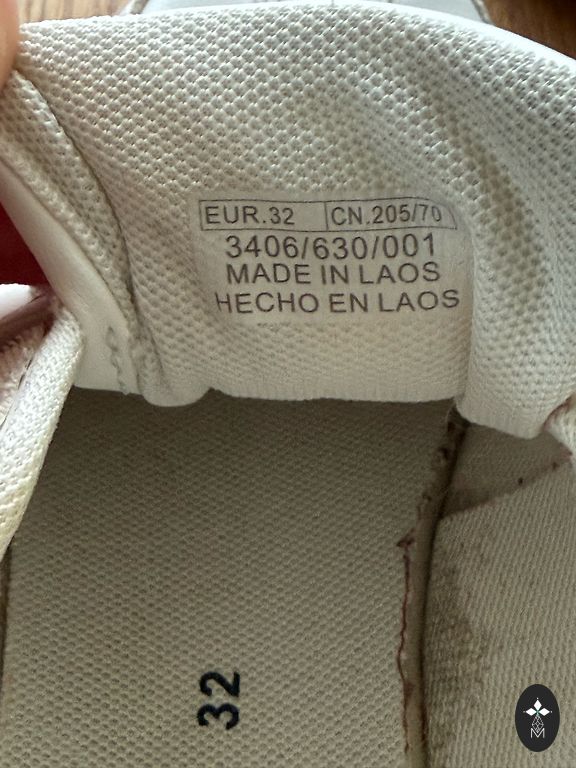 EUR.32 CN.205/70
3406/630/001
MADE IN LAOS
HECHO EN LAOS
32
M